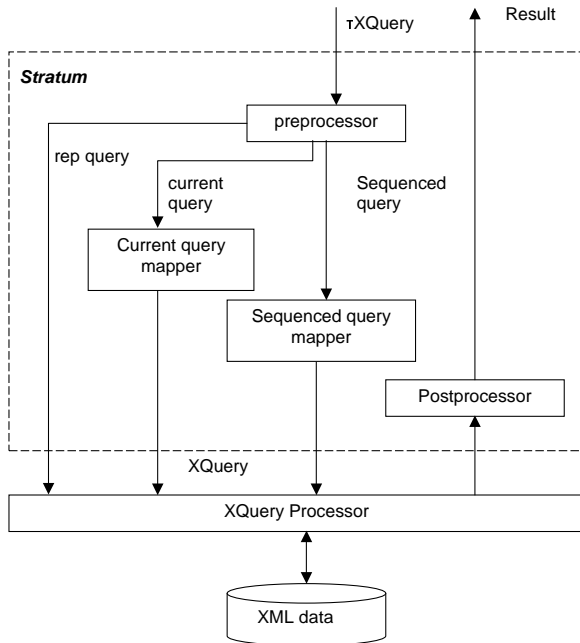 τXQuery
Result
Stratum
preprocessor
rep query
current
query
Sequenced
query
Current query
mapper
Sequenced query
mapper
Postprocessor
XQuery
XQuery Processor
XML data